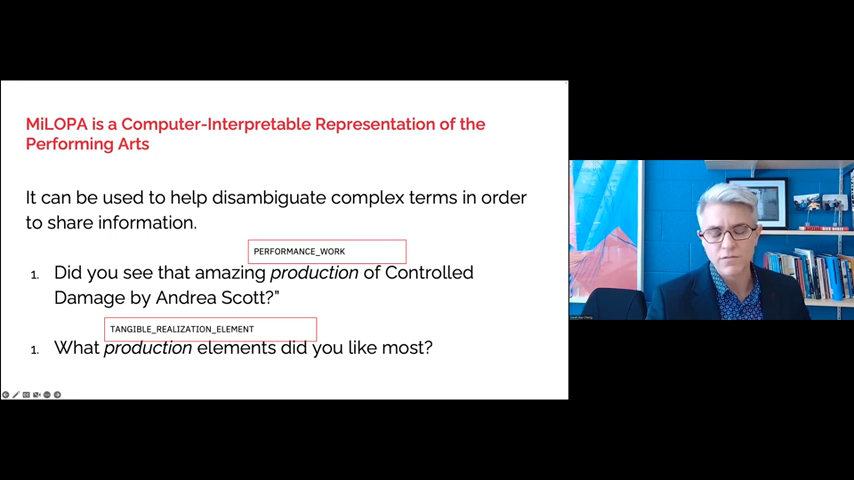 MiLOPA is a Computer-Interpretable Representation of the
Performing Arts
It can be used to help disambiguate complex terms in order
to share information.
PERFORMANCE_WORK
1. Did you see that amazing production of Controlled
Damage by Andrea Scott?”
TANGIBLE_REALIZATION_ELEMENT
1. What production elements did you like most?